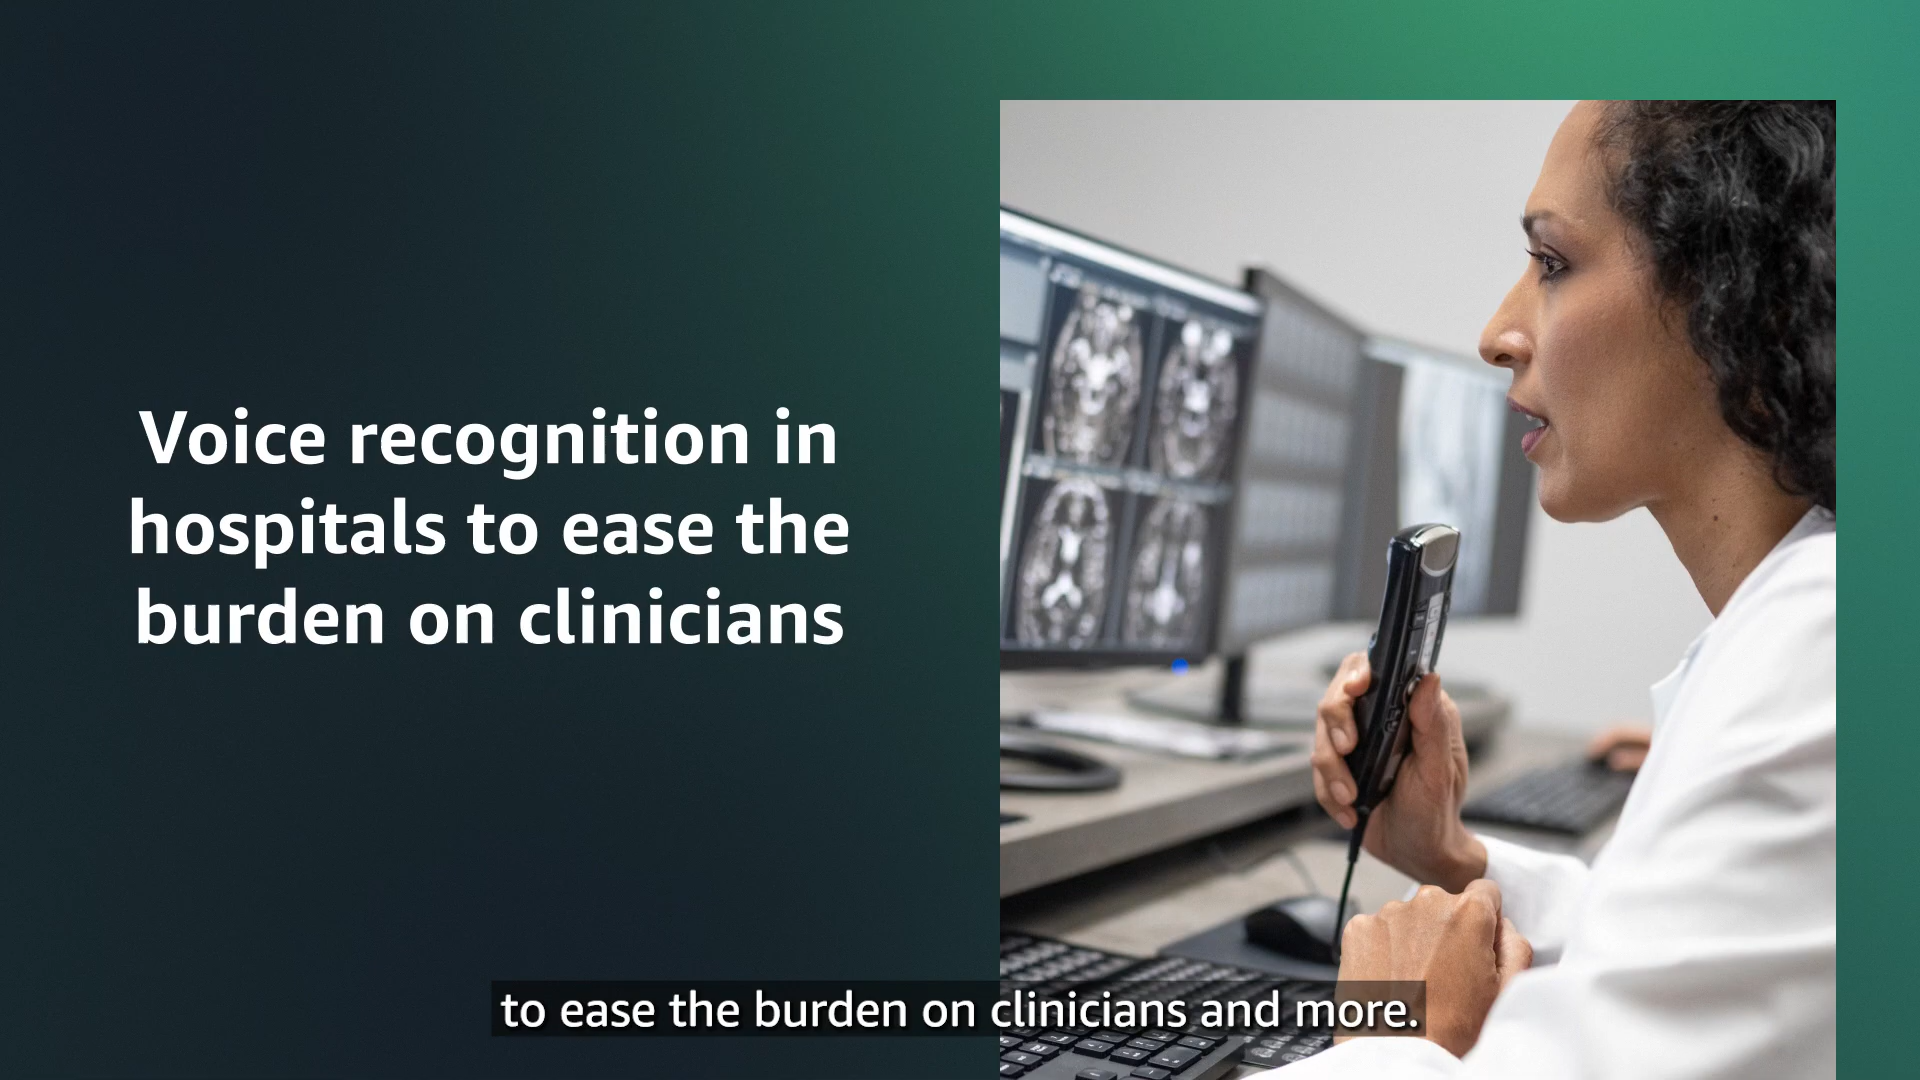 Voice recognition in
hospitals to ease the
burden on clinicians
to ease the burden on clinicians and more.